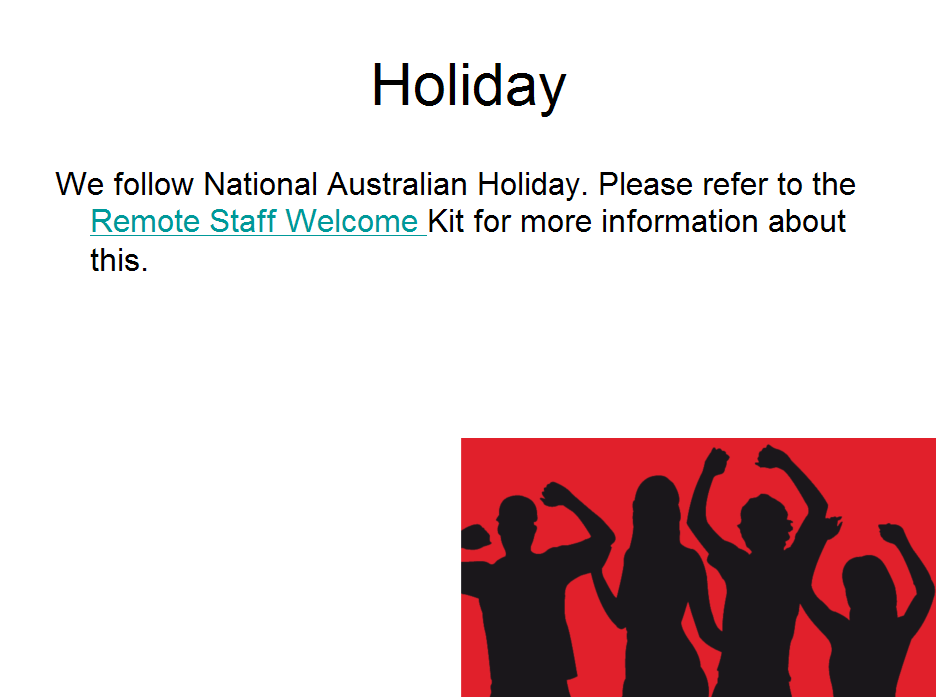 Holiday
We follow National Australian Holiday. Please refer to the
Remote Staff Welcome Kit for more information about
this.